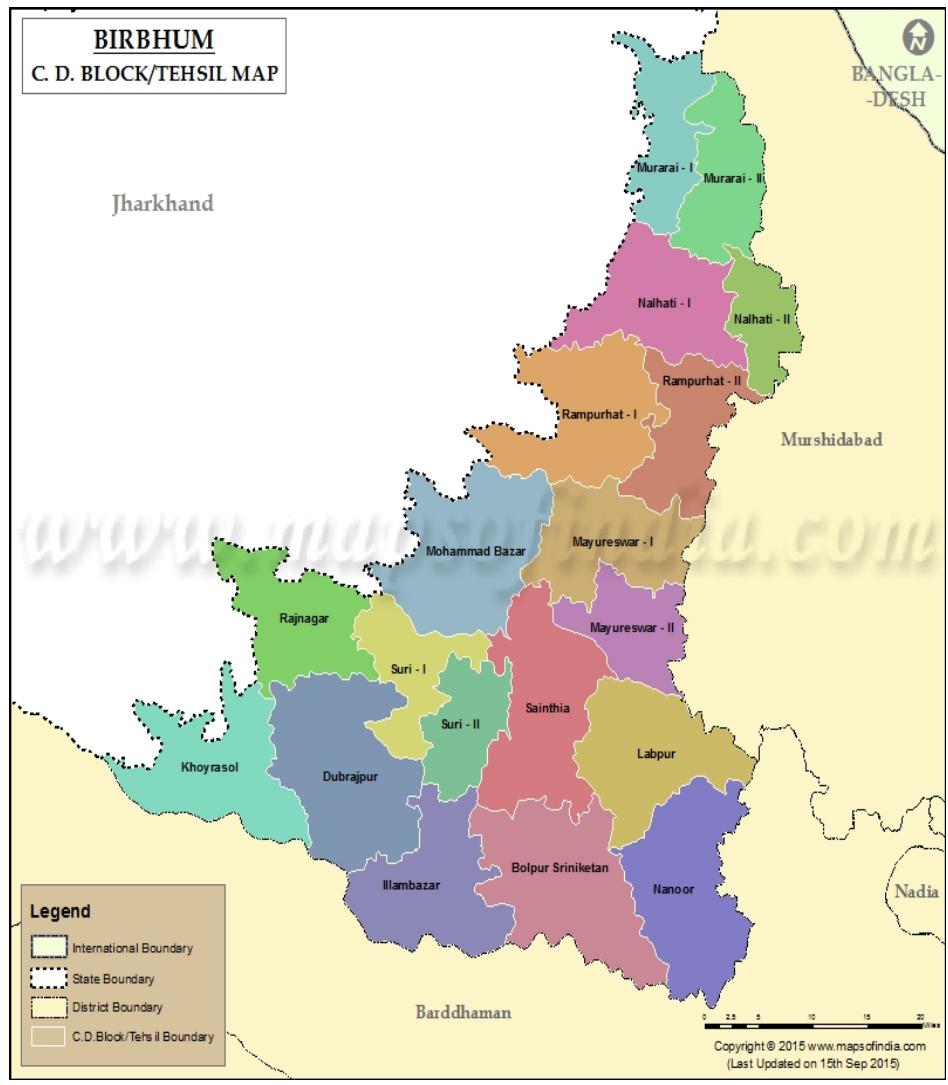 BIRBHUM
C. D. BLOCK/TEHSIL MAP
N
BANGLA-
-DESH
Jharkhand
Murarai - I
Murarai - II
Nalhati - I
Nalhati - II
Rampurhat - II
Rampurhat - I
Murshidabad
www.mapsofindia.com
Mayureswar - I
Mohammad Bazar
Rajnagar
Mayureswar - II
Suri - I
Sainthia
Suri - II
Labpur
Khoyrasol
Dubrajpur
Bolpur Sriniketan
Illambazar
Nanoor
Nadia
Legend
International Boundary
State Boundary
District Boundary
C.D.Block/Tehsil Boundary
Barddhaman
0 2.5 5 10 15 20
Miles
Copyright © 2015 www.mapsofindia.com
(Last Updated on 15th Sep 2015)